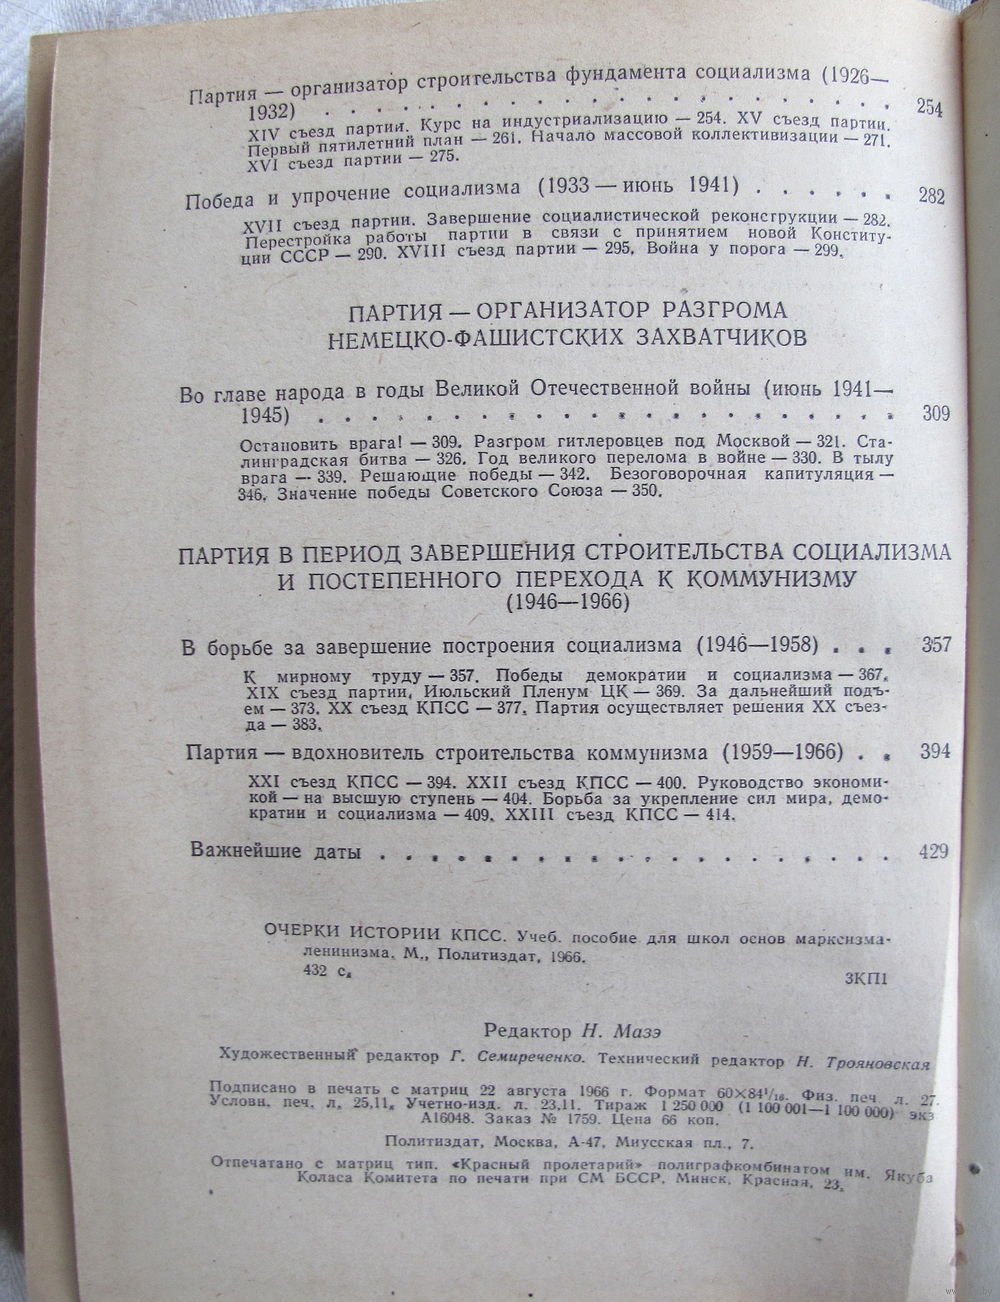 Партия — организатор строительства фундамента социализма (1926—
1932) . . . . . . . . . . . . . . . . . . . . . 254
XIV съезд партии. Курс на индустриализацию — 254. XV съезд партии.
Первый пятилетний план — 261. Начало массовой коллективизации — 271.
XVI съезд партии — 275.
Победа и упрочение социализма (1933 — июнь 1941) . . . . . . 282
XVII съезд партии. Завершение социалистической реконструкции — 282.
Перестройка работы партии в связи с принятием новой Конститу-
ции СССР — 290. XVIII съезд партии — 295. Война у порога — 299.
ПАРТИЯ — ОРГАНИЗАТОР РАЗГРОМА
НЕМЕЦКО-ФАШИСТСКИХ ЗАХВАТЧИКОВ
Во главе народа в годы Великой Отечественной войны (июнь 1941—
1945) . . . . . . . . . . . . . . . . . . . . . . 309
Остановить врага! — 309. Разгром гитлеровцев под Москвой — 321. Ста-
линградская битва — 326. Год великого перелома в войне — 330. В тылу
врага — 339. Решающие победы — 342. Безоговорочная капитуляция —
346. Значение победы Советского Союза — 350.
ПАРТИЯ В ПЕРИОД ЗАВЕРШЕНИЯ СТРОИТЕЛЬСТВА СОЦИАЛИЗМА
И ПОСТЕПЕННОГО ПЕРЕХОДА К КОММУНИЗМУ
(1946—1966)
В борьбе за завершение построения социализма (1946—1958) . . . 357
К мирному труду — 357. Победы демократии и социализма — 367.
XIX съезд партии. Июльский Пленум ЦК — 369. За дальнейший подъ-
ем — 373. XX съезд КПСС — 377. Партия осуществляет решения XX съез-
да — 383.
Партия — вдохновитель строительства коммунизма (1959—1966) . . 394
XXI съезд КПСС — 394. XXII съезд КПСС — 400. Руководство экономи-
кой — на высшую ступень — 404. Борьба за укрепление сил мира, демо-
кратии и социализма — 409. XXIII съезд КПСС — 414.
Важнейшие даты . . . . . . . . . . . . . . . . . . . . 429
ОЧЕРКИ ИСТОРИИ КПСС. Учеб. пособие для школ основ марксизма-
ленинизма. М., Политиздат, 1966.
432 с.
3КП1
Редактор Н. Мазэ
Художественный редактор Г. Семиреченко. Технический редактор Н. Трояновская
Подписано в печать с матриц 22 августа 1966 г. Формат 60×84¹/₁₆. Физ. печ. л. 27.
Условн. печ. л. 25,11. Учетно-изд. л. 23,11. Тираж 1 250 000 (1 100 001—1 100 000) экз
А16048. Заказ № 1759. Цена 66 коп.
Политиздат, Москва, А-47, Миусская пл., 7.
Отпечатано с матриц тип. «Красный пролетарий» полиграфкомбинатом им. Якуба
Коласа Комитета по печати при СМ БССР. Минск, Красная, 23.